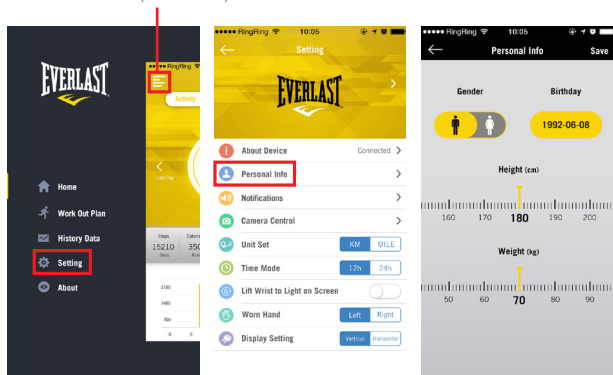 EVERLAST
Home
Work Out Plan
History Data
Setting
About
RingRing
Activity
Steps
15210
Steps
350
2100
1400
700
0
0
RingRing
10:05
Setting
EVERLAST
About Device
Connected
Personal Info
Notifications
Camera Control
Unit Set
KM
MILE
Time Mode
12h
24h
Lift Wrist to Light on Screen
Worn Hand
Left
Right
Display Setting
Vertical
Horizontal
RingRing
10:05
Personal Info
Save
Gender
Birthday
1992-06-08
Height (cm)
160 170 180 190 200
Weight (kg)
50 60 70 80 90